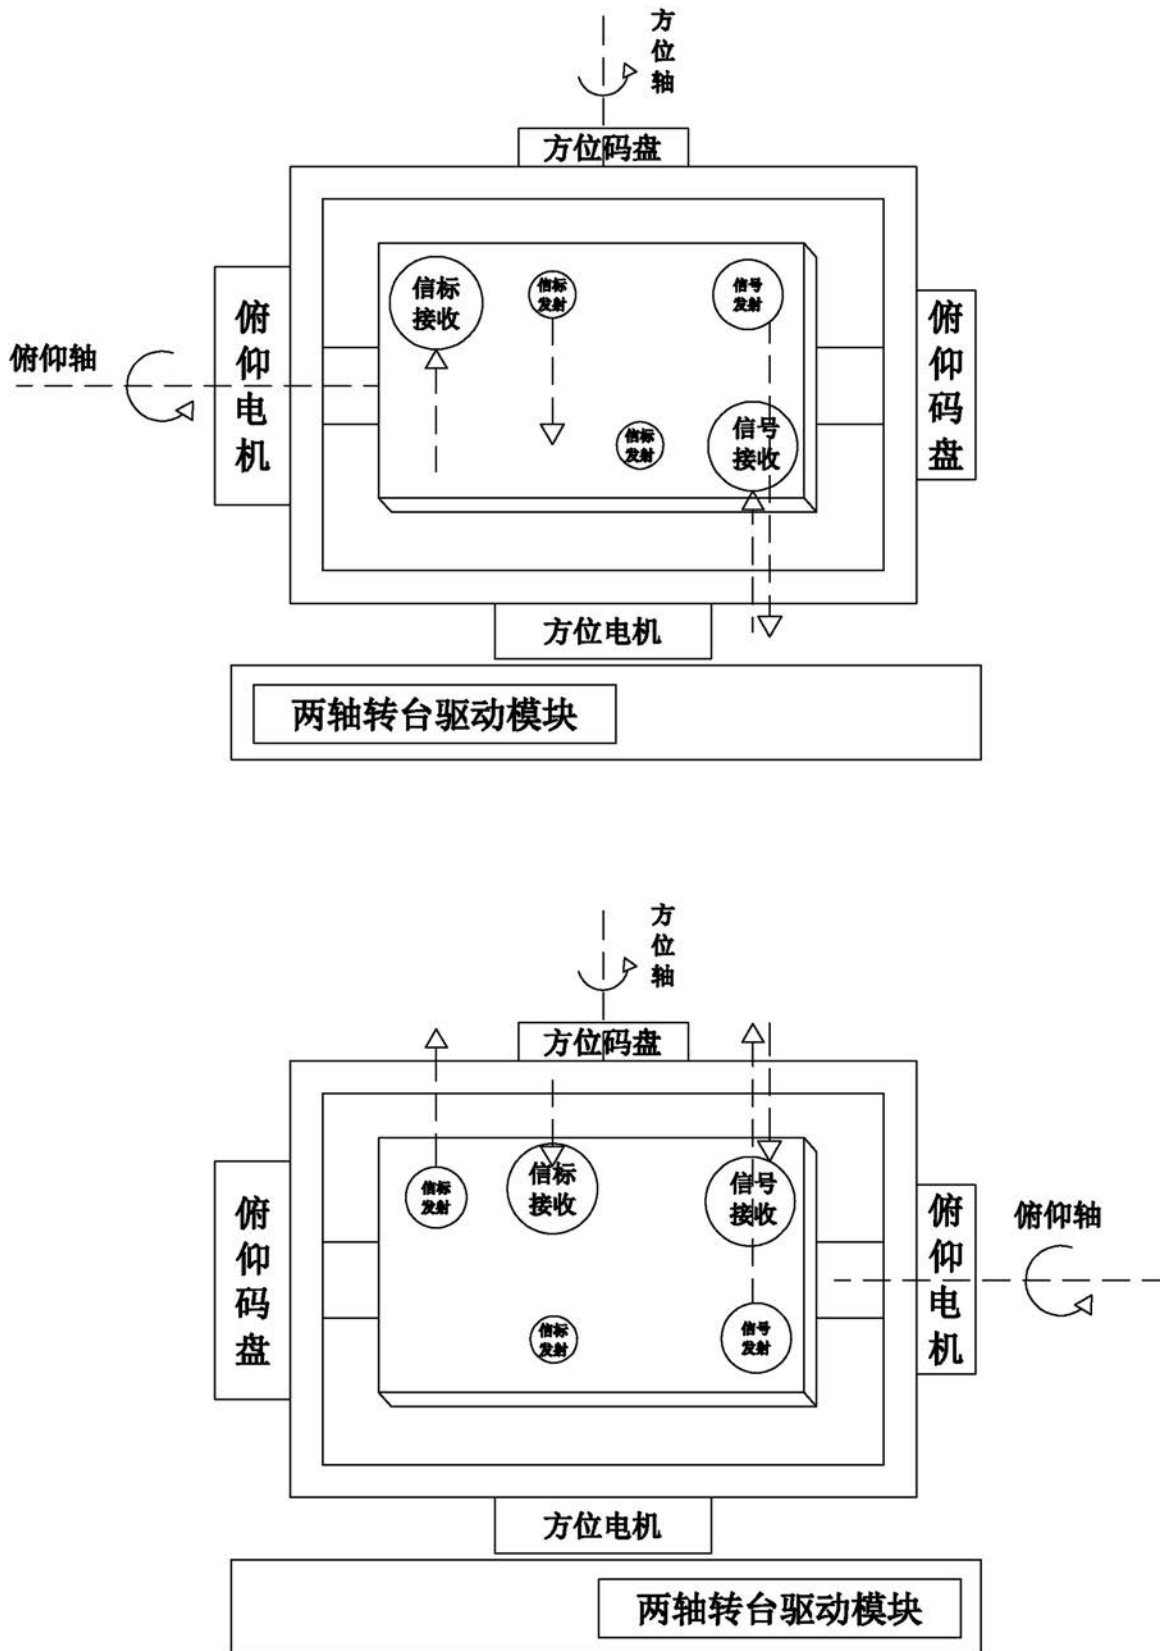 方
位
轴
方位码盘
信标
接收
信标
发射
信号
发射
俯
仰
电
机
俯仰轴
俯
仰
码
盘
信标
发射
信号
接收
方位电机
两轴转台驱动模块
方
位
轴
方位码盘
信标
发射
信标
接收
信号
接收
俯
仰
码
盘
俯
仰
电
机
俯仰轴
信标
发射
信号
发射
方位电机
两轴转台驱动模块